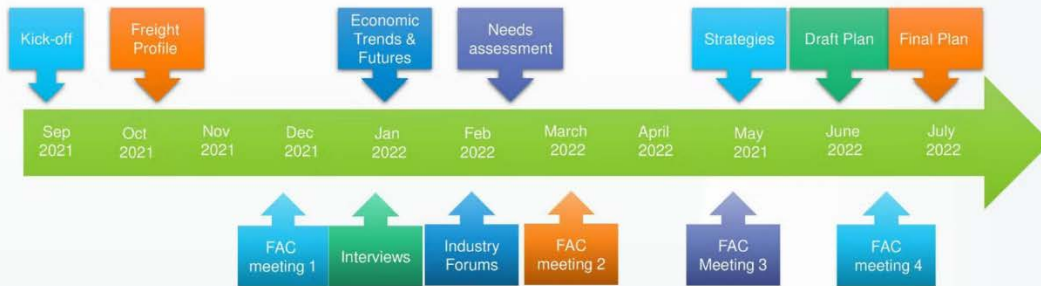 Kick-off
Freight
Profile
Economic
Trends &
Futures
Needs
assessment
Strategies
Draft Plan
Final Plan
Sep
2021
Oct
2021
Nov
2021
Dec
2021
Jan
2022
Feb
2022
March
2022
April
2022
May
2021
June
2022
July
2022
FAC
meeting 1
Interviews
Industry
Forums
FAC
meeting 2
FAC
Meeting 3
FAC
meeting 4